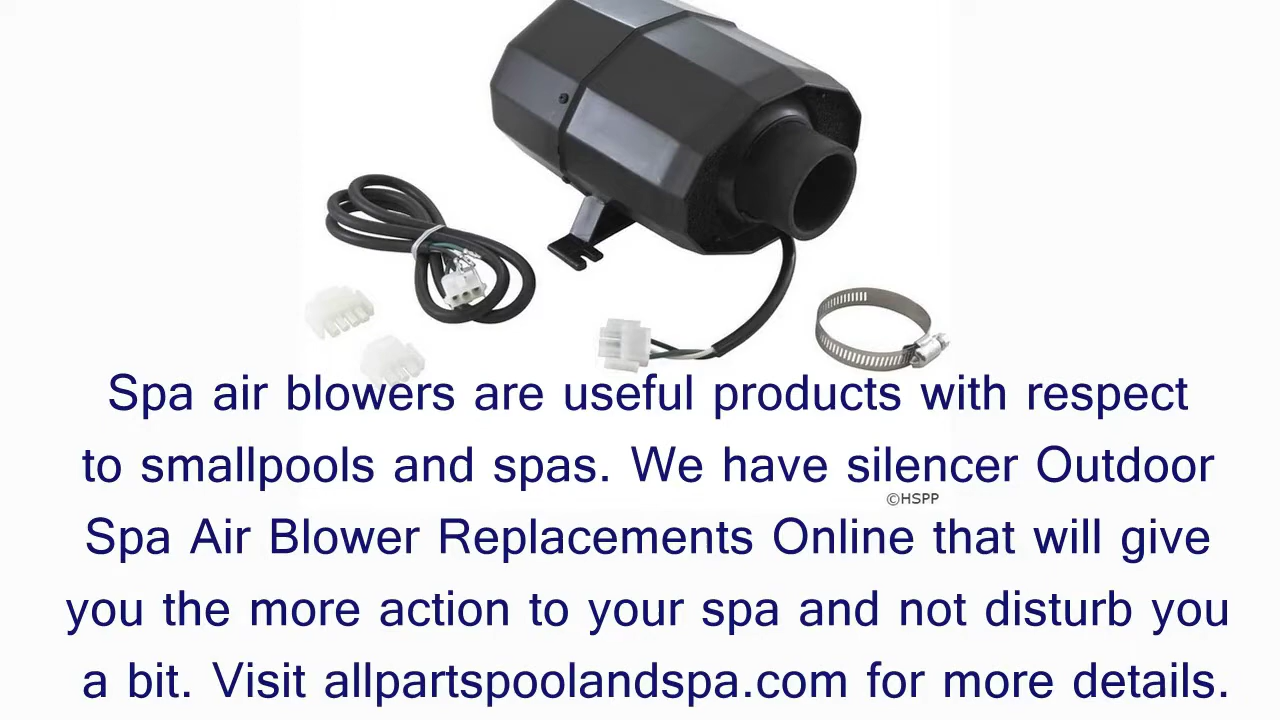 Spa air blowers are useful products with respect
to smallpools and spas. We have silencer Outdoor
©HSPP
Spa Air Blower Replacements Online that will give
you the more action to your spa and not disturb you
a bit. Visit allpartspoolandspa.com for more details.